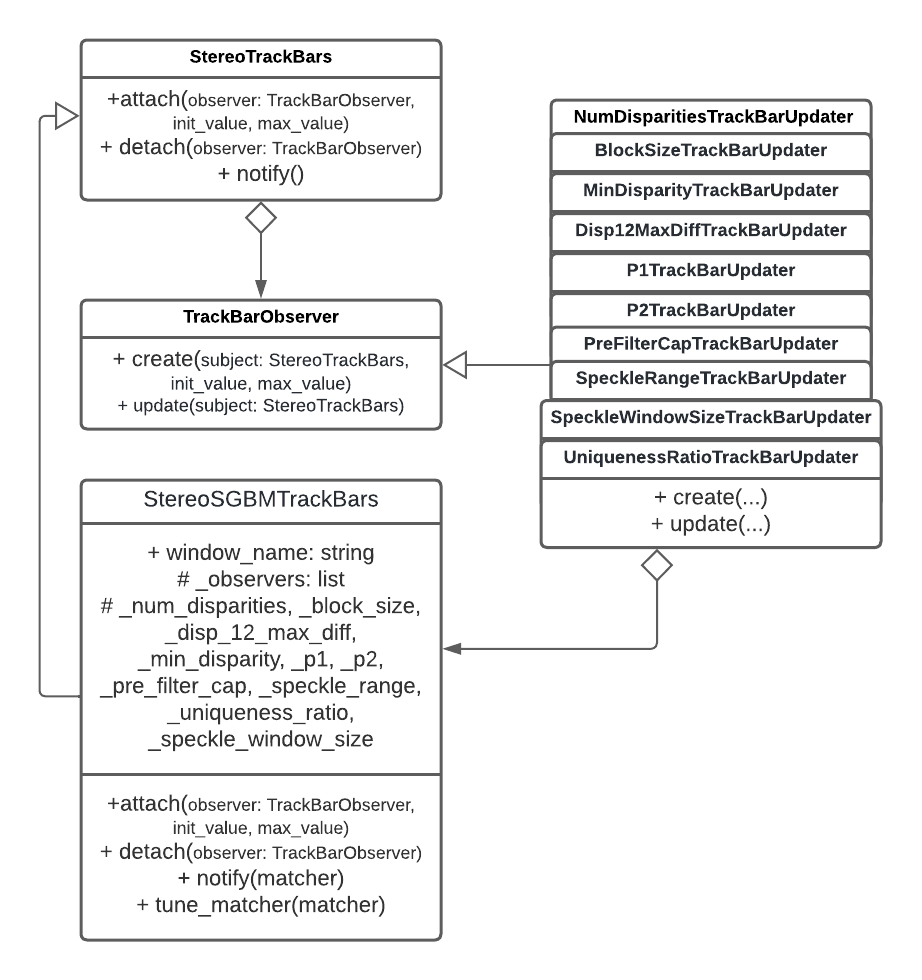 StereoTrackBars
+attach(observer: TrackBarObserver,
init_value, max_value)
+ detach(observer: TrackBarObserver)
+ notify()
TrackBarObserver
+ create(subject: StereoTrackBars,
init_value, max_value)
+ update(subject: StereoTrackBars)
StereoSGBMTrackBars
+ window_name: string
# _observers: list
# _num_disparities, _block_size,
_disp_12_max_diff,
_min_disparity, _p1, _p2,
_pre_filter_cap, _speckle_range,
_uniqueness_ratio,
_speckle_window_size
+attach(observer: TrackBarObserver,
init_value, max_value)
+ detach(observer: TrackBarObserver)
+ notify(matcher)
+ tune_matcher(matcher)
NumDisparitiesTrackBarUpdater
BlockSizeTrackBarUpdater
MinDisparityTrackBarUpdater
Disp12MaxDiffTrackBarUpdater
P1TrackBarUpdater
P2TrackBarUpdater
PreFilterCapTrackBarUpdater
SpeckleRangeTrackBarUpdater
SpeckleWindowSizeTrackBarUpdater
UniquenessRatioTrackBarUpdater
+ create(...)
+ update(...)